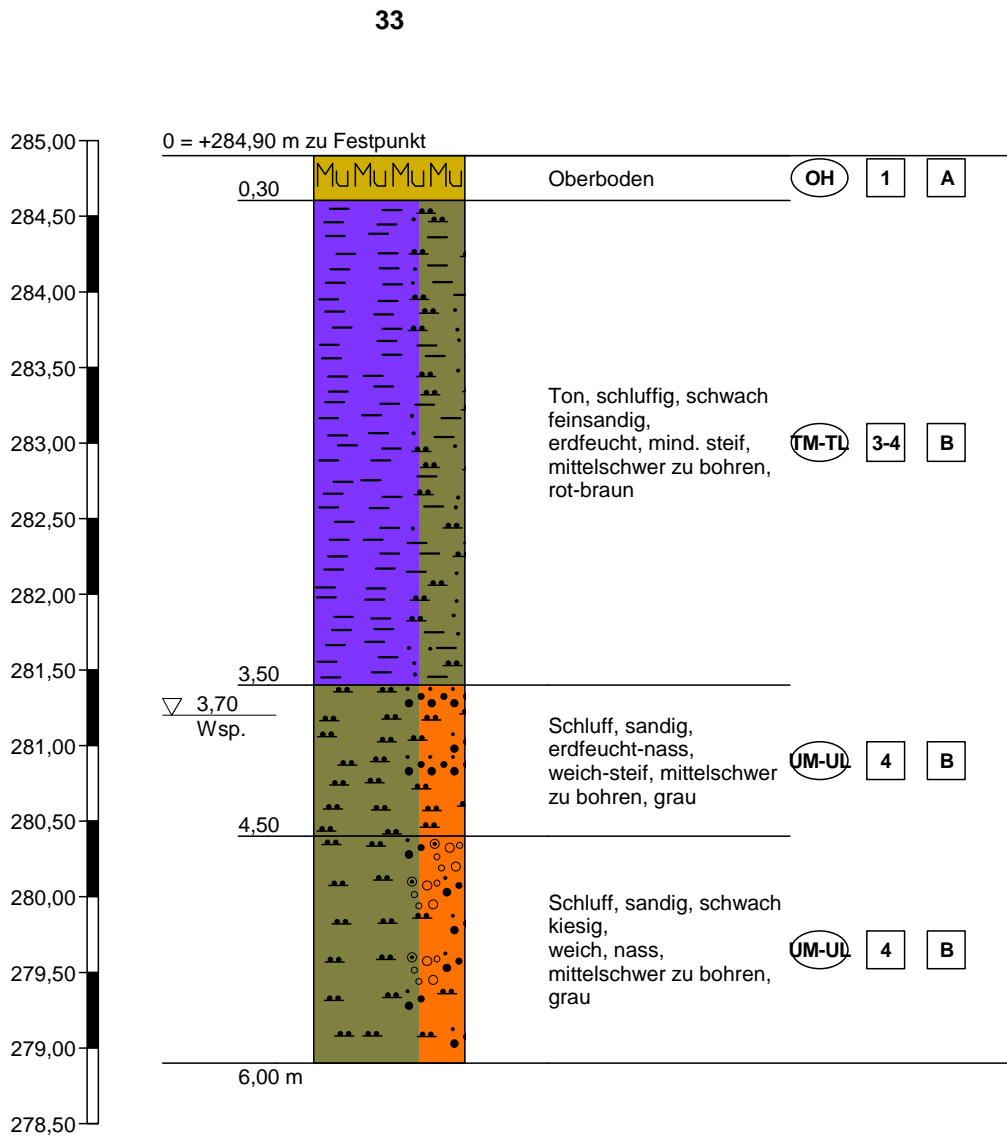 33
285,00
0 = +284,90 m zu Festpunkt
Mu Mu Mu Mu
0,30
Oberboden
OH 1 A
284,50
284,00
283,50
283,00
282,50
282,00
281,50
Ton, schluffig, schwach
feinsandig,
erdfeucht, mind. steif,
mittelschwer zu bohren,
rot-braun
TM-TL 3-4 B
3,50
3,70
Wsp.
281,00
280,50
Schluff, sandig,
erdfeucht-nass,
weich-steif, mittelschwer
zu bohren, grau
UM-UL 4 B
4,50
280,00
279,50
279,00
Schluff, sandig, schwach
kiesig,
weich, nass,
mittelschwer zu bohren,
grau
UM-UL 4 B
6,00 m
278,50